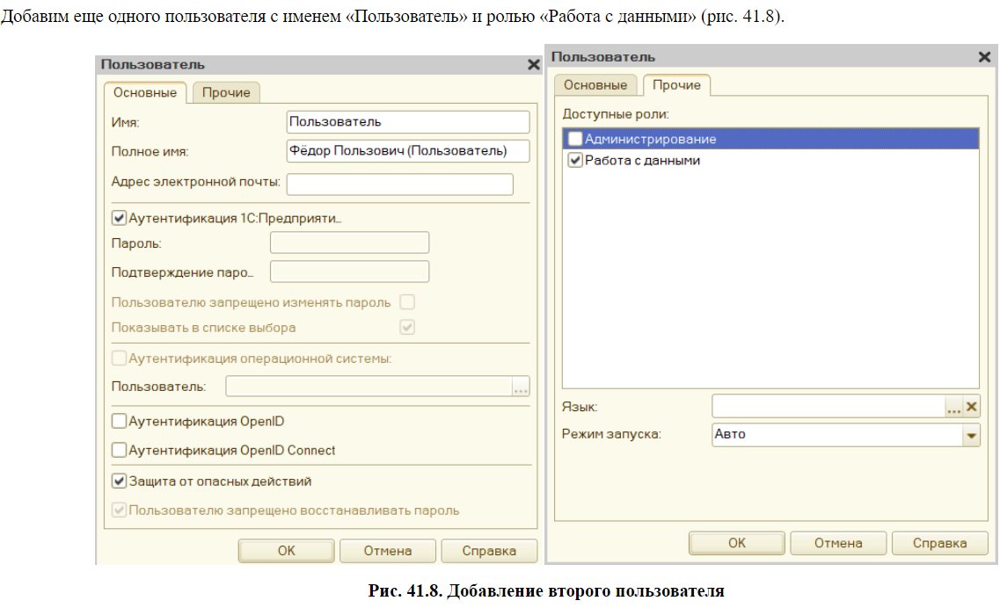 Добавим еще одного пользователя с именем «Пользователь» и ролью «Работа с данными» (рис. 41.8).
Пользователь
Основные Прочие
Имя: Пользователь
Полное имя: Фёдор Пользович (Пользователь)
Адрес электронной почты:
Аутентификация 1С:Предприяти...
Пароль:
Подтверждение паро...
Пользователю запрещено изменять пароль
Показывать в списке выбора
Аутентификация операционной системы:
Пользователь: ...
Аутентификация OpenID
Аутентификация OpenID Connect
Защита от опасных действий
Пользователю запрещено восстанавливать пароль
OK Отмена Справка
Пользователь
Основные Прочие
Доступные роли:
Администрирование
Работа с данными
Язык: ...
Режим запуска: Авто
OK Отмена Справка
Рис. 41.8. Добавление второго пользователя